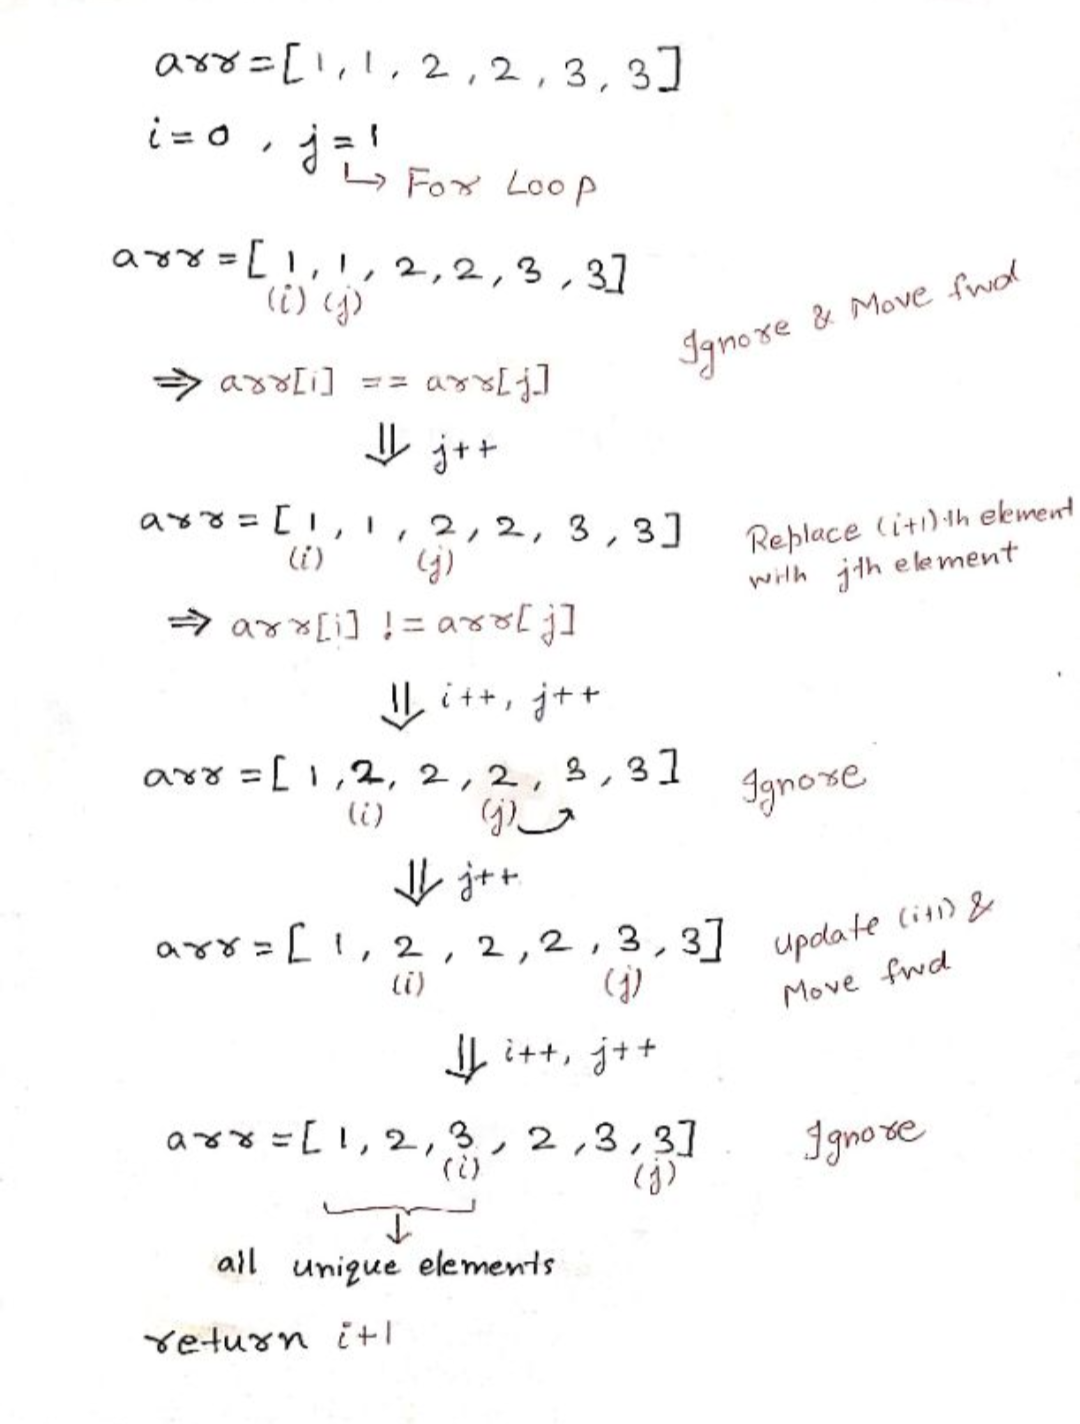 arr=[1,1,2,2,3,3]
i=0, j=1
↳ For Loop
arr=[1,1,2,2,3,3]
(i) (j)
Ignore & Move fwd
⇒ arr[i] == arr[j]
⇓ j++
arr=[1,1,2,2,3,3]
(i) (j)
Replace (i+1)th element
with jth element
⇒ arr[i] != arr[j]
⇓ i++, j++
arr=[1,2,2,2,3,3] Ignore
(i) (j)
⇓ j++
arr=[1,2,2,2,3,3]
(i) (j)
update (i+1) &
Move fwd
⇓ i++, j++
arr=[1,2,3,2,3,3] Ignore
(i) (j)
↓
all unique elements
return i+1